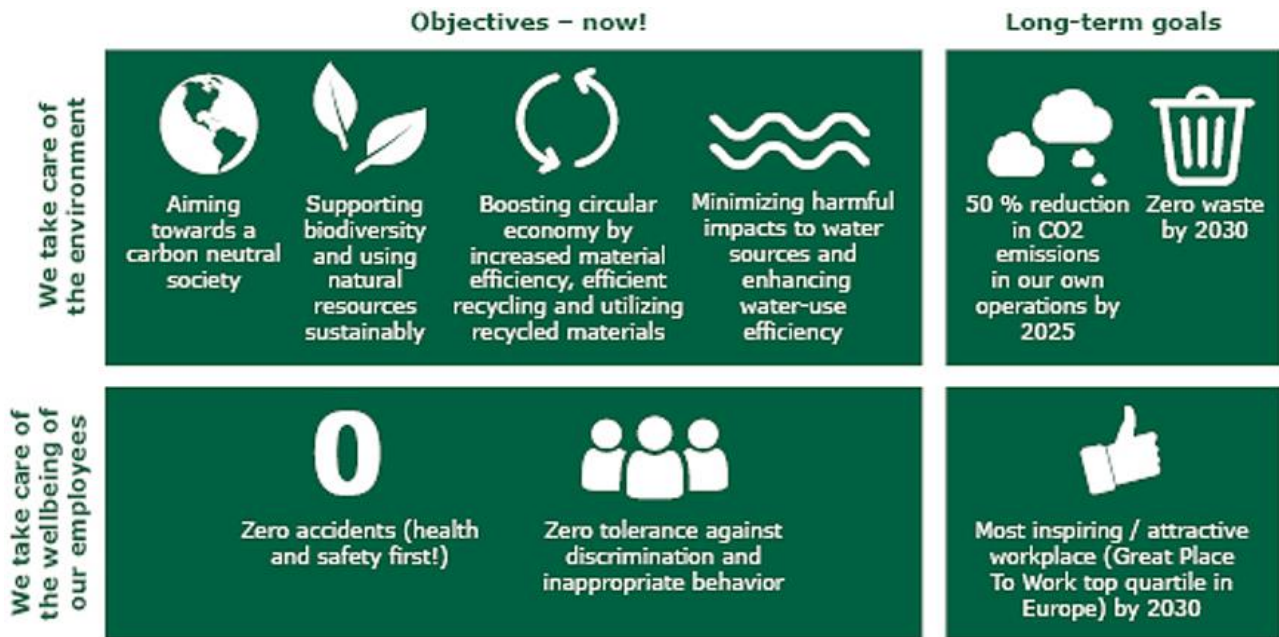 Objectives – now!
Long-term goals
We take care of
the environment
Aiming
towards a
carbon neutral
society
Supporting
biodiversity
and using
natural
resources
sustainably
Boosting circular
economy by
increased material
efficiency, efficient
recycling and utilizing
recycled materials
Minimizing harmful
impacts to water
sources and
enhancing
water-use
efficiency
50 % reduction
in CO2
emissions
in our own
operations by
2025
Zero waste
by 2030
We take care of
the wellbeing of
our employees
0
Zero accidents (health
and safety first!)
Zero tolerance against
discrimination and
inappropriate behavior
Most inspiring / attractive
workplace (Great Place
To Work top quartile in
Europe) by 2030